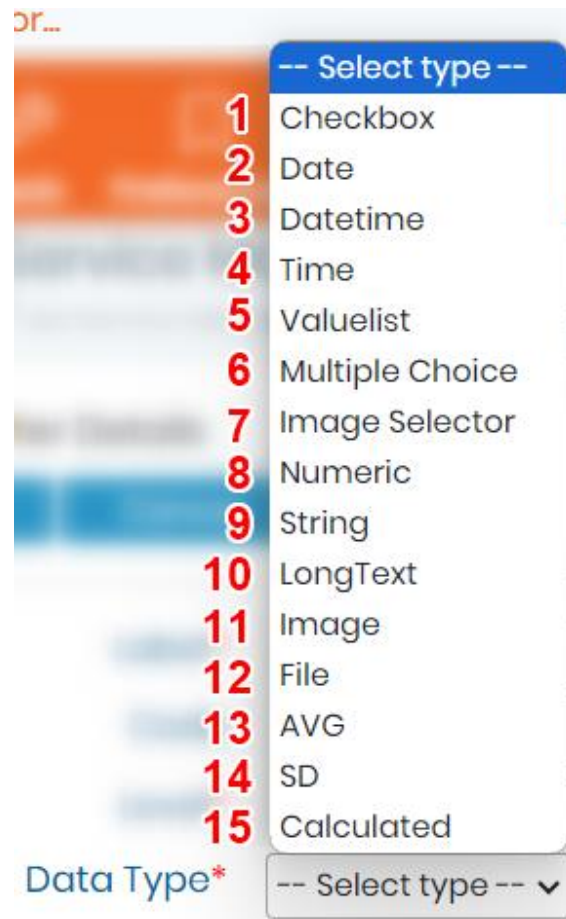 or...
-- Select type --
1 Checkbox
2 Date
3 Datetime
4 Time
5 Valuelist
6 Multiple Choice
7 Image Selector
8 Numeric
9 String
10 LongText
11 Image
12 File
13 AVG
14 SD
15 Calculated
Data Type* -- Select type --